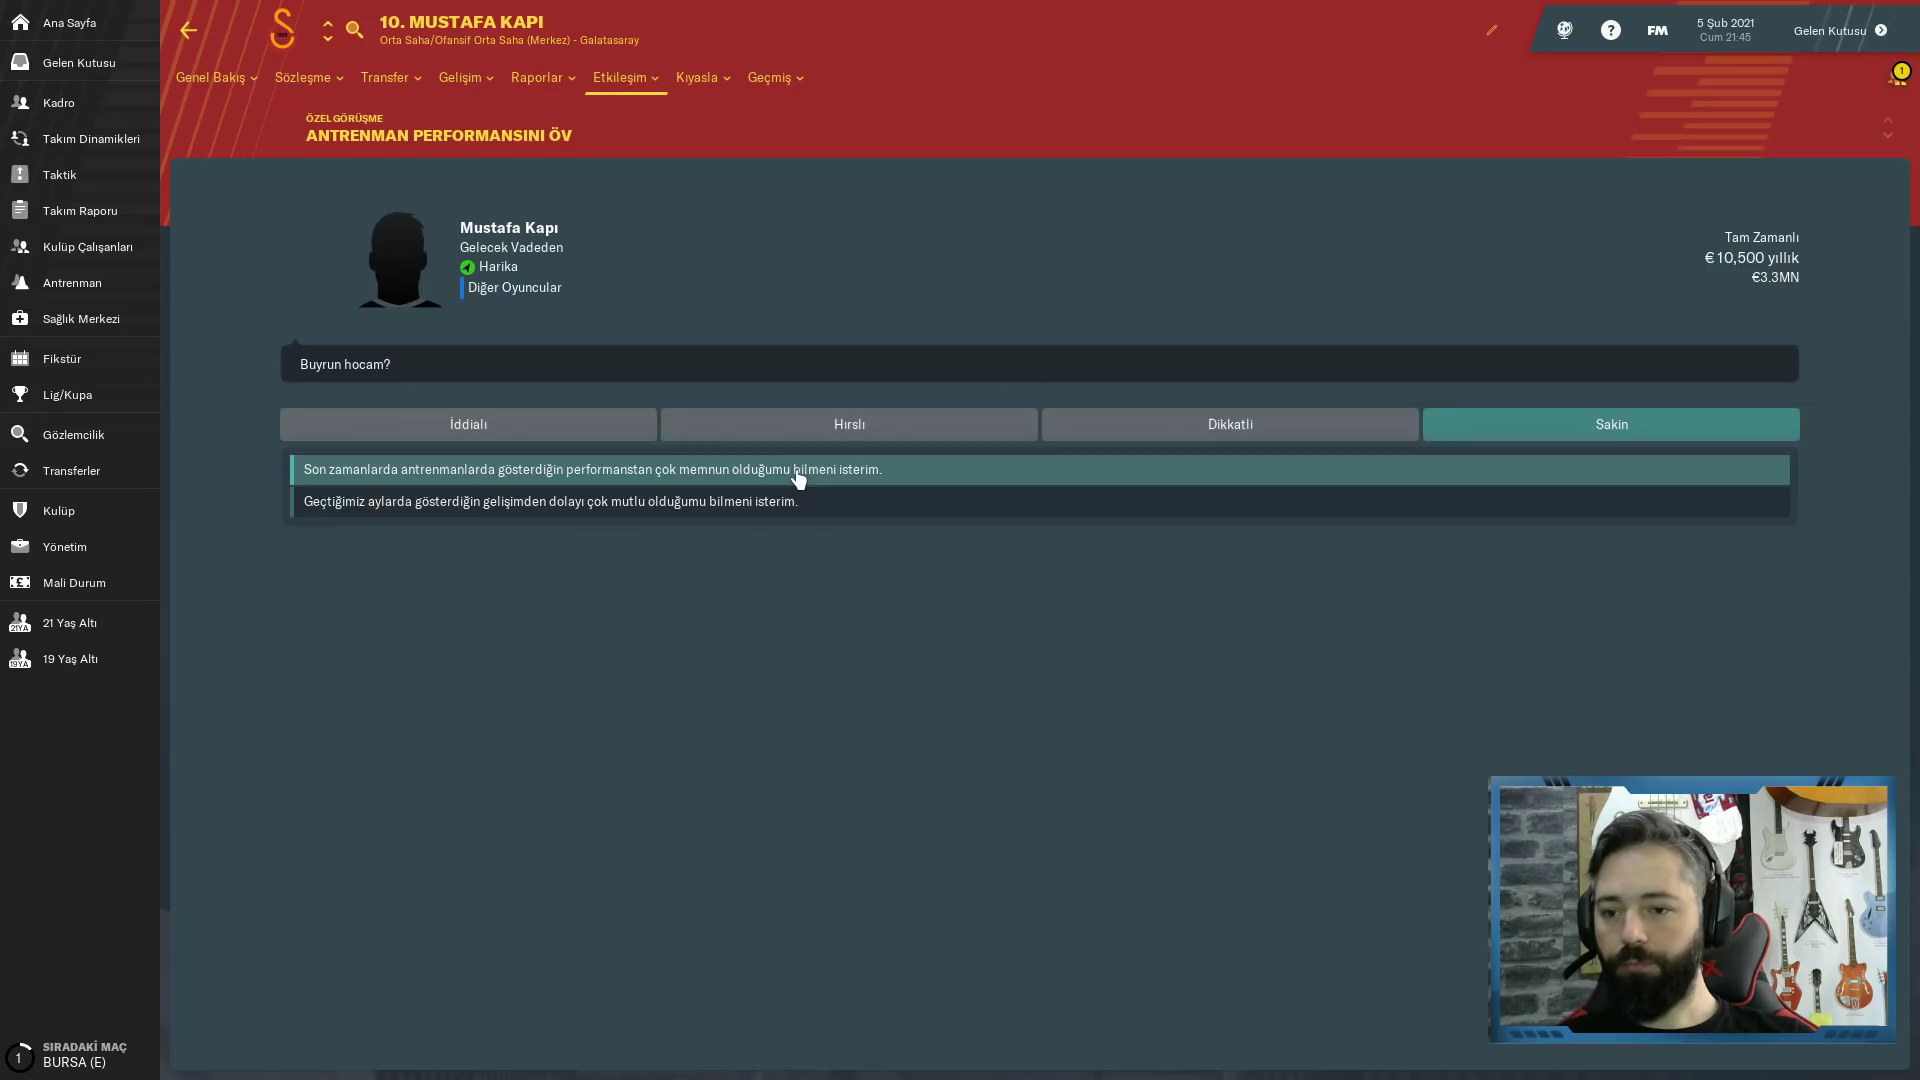 Ana Sayfa
Gelen Kutusu
Kadro
Takım Dinamikleri
Taktik
Takım Raporu
Kulüp Çalışanları
Antrenman
Sağlık Merkezi
Fikstür
Lig/Kupa
Gözlemcilik
Transferler
Kulüp
Yönetim
Mali Durum
21YA
21 Yaş Altı
19YA
19 Yaş Altı
1
SIRADAKİ MAÇ
BURSA (E)
10. MUSTAFA KAPI
Orta Saha/Ofansif Orta Saha (Merkez) - Galatasaray
?
FM
5 Şub 2021
Cum 21:45
Gelen Kutusu
Genel Bakış
Sözleşme
Transfer
Gelişim
Raporlar
Etkileşim
Kıyasla
Geçmiş
1
ÖZEL GÖRÜŞME
ANTRENMAN PERFORMANSINI ÖV
Mustafa Kapı
Gelecek Vadeden
Harika
Diğer Oyuncular
Tam Zamanlı
€10,500 yıllık
€3.3MN
Buyrun hocam?
İddialı
Hırslı
Dikkatli
Sakin
Son zamanlarda antrenmanlarda gösterdiğin performanstan çok memnun olduğumu bilmeni isterim.
Geçtiğimiz aylarda gösterdiğin gelişimden dolayı çok mutlu olduğumu bilmeni isterim.